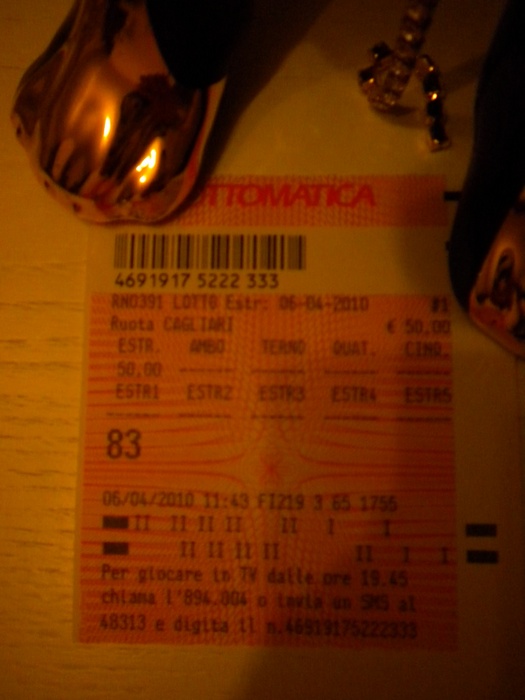 LOTTOMATICA
4691917 5222 333
RN0391 LOTTO Estr: 06-04-2010 #1
Ruota CAGLIARI € 50,00
ESTR. AMBO TERNO QUAT. CINQ.
50,00
ESTR1 ESTR2 ESTR3 ESTR4 ESTR5
83
06/04/2010 11:43 FI219 3 65 1755
Per giocare in TV dalle ore 19.45
chiama l'894.004 o invia un SMS al
48313 e digita il n.46919175222333